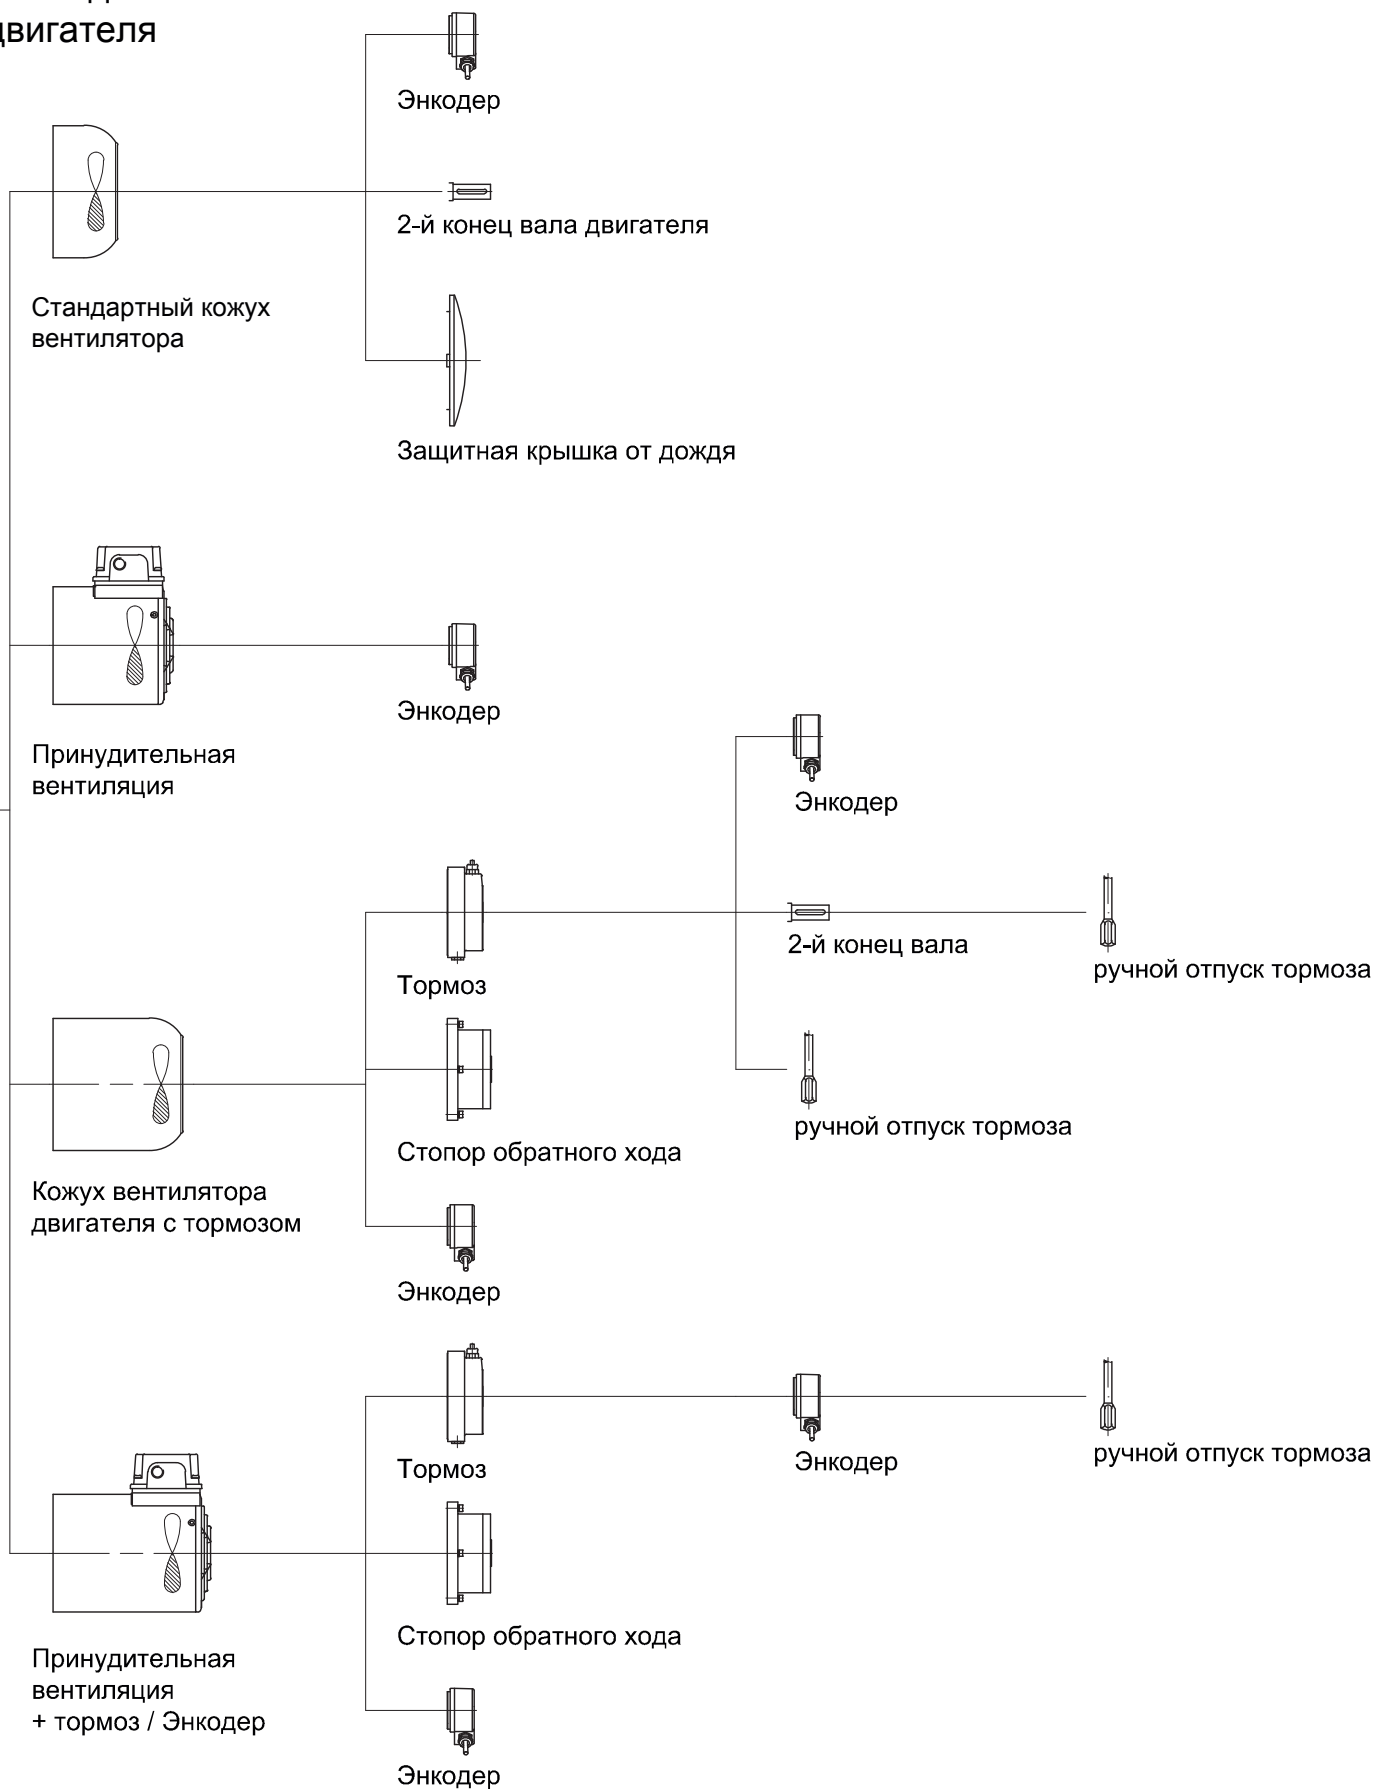 двигателя
Энкодер
2-й конец вала двигателя
Стандартный кожух
вентилятора
Защитная крышка от дождя
Энкодер
Принудительная
вентиляция
Энкодер
2-й конец вала
ручной отпуск тормоза
Тормоз
ручной отпуск тормоза
Стопор обратного хода
Кожух вентилятора
двигателя с тормозом
Энкодер
Тормоз
Энкодер
ручной отпуск тормоза
Стопор обратного хода
Принудительная
вентиляция
+ тормоз / Энкодер
Энкодер